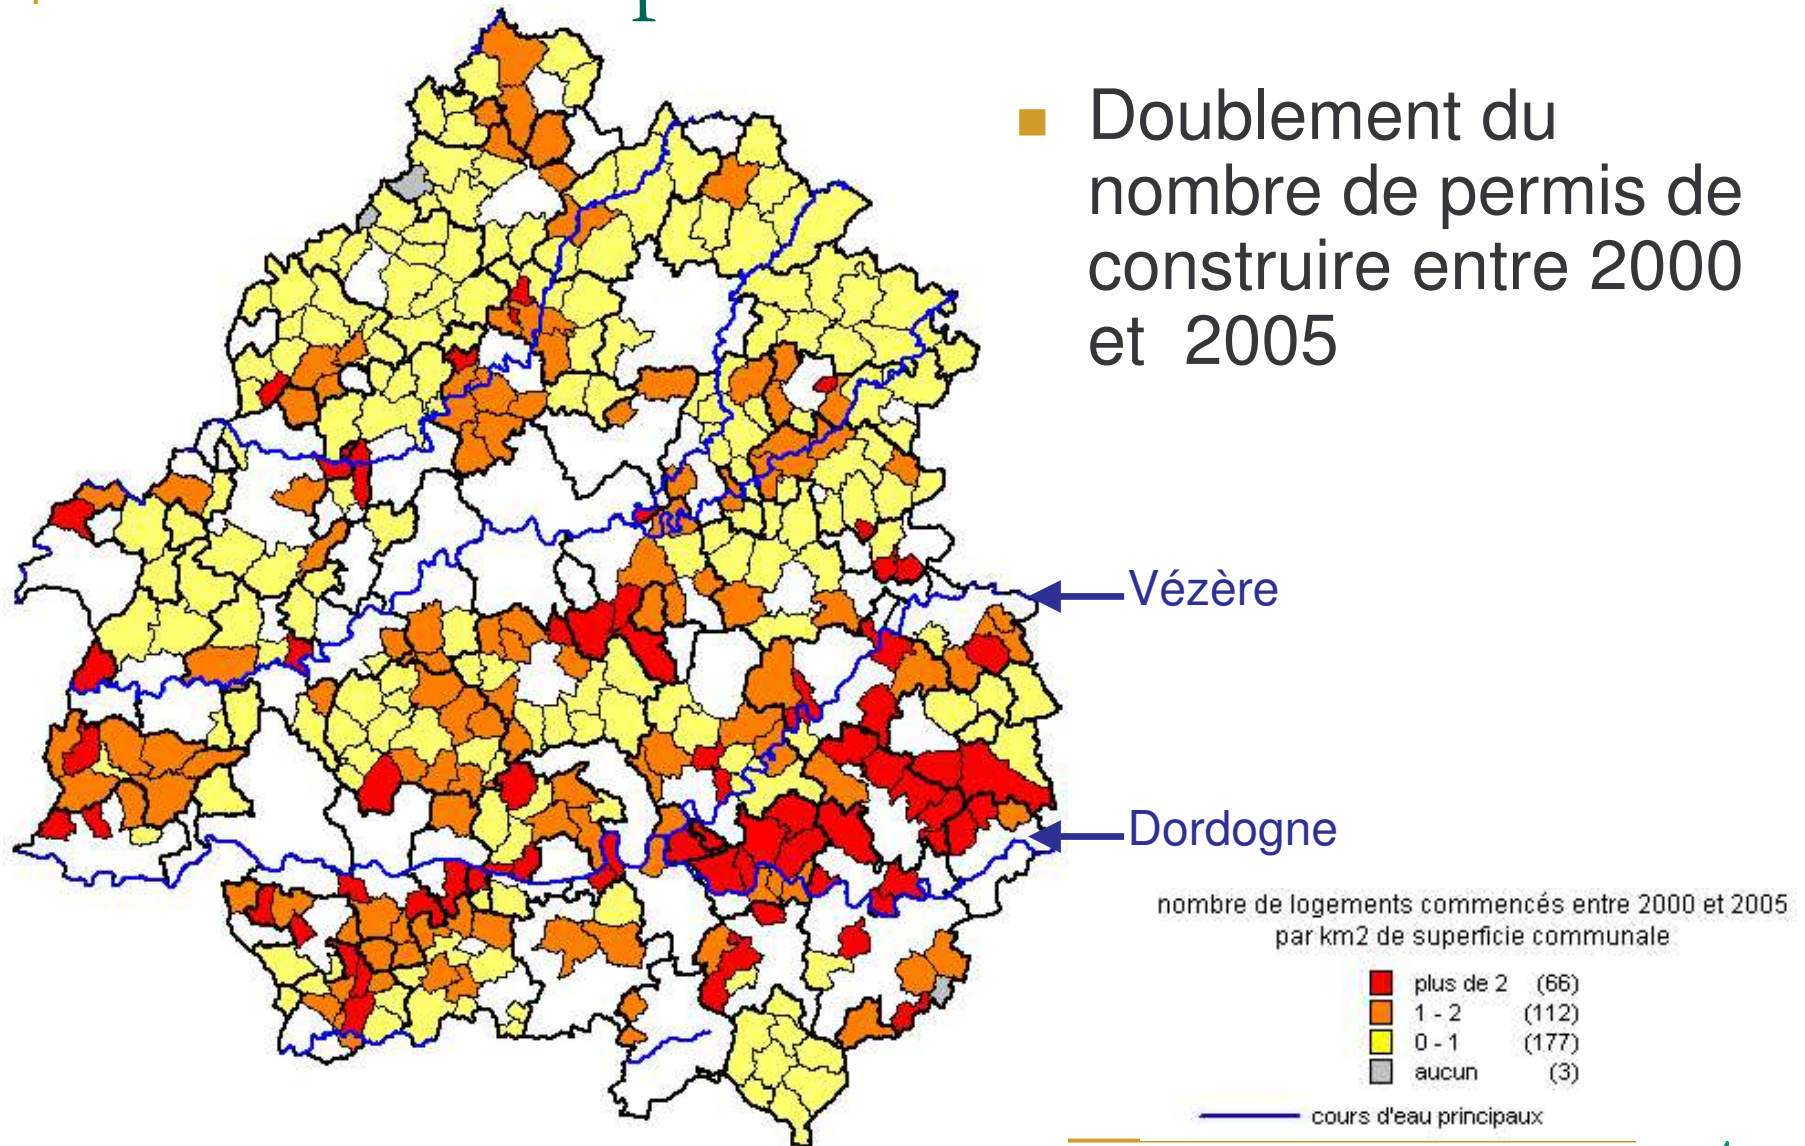 Doublement du
nombre de permis de
construire entre 2000
et 2005
Vézère
Dordogne
nombre de logements commencés entre 2000 et 2005
par km2 de superficie communale
plus de 2 (66)
1 - 2 (112)
0 - 1 (177)
aucun (3)
cours d'eau principaux